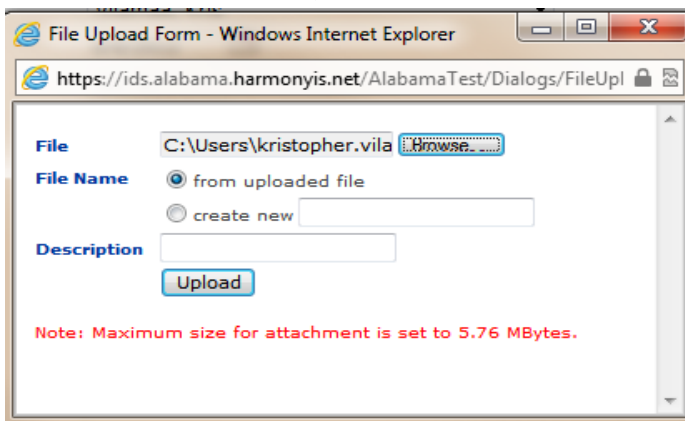 File Upload Form - Windows Internet Explorer
https://ids.alabama.harmonyis.net/AlabamaTest/Dialogs/FileUpl
File C:\Users\kristopher.vila Browse...
File Name from uploaded file
create new
Description
Upload
Note: Maximum size for attachment is set to 5.76 MBytes.